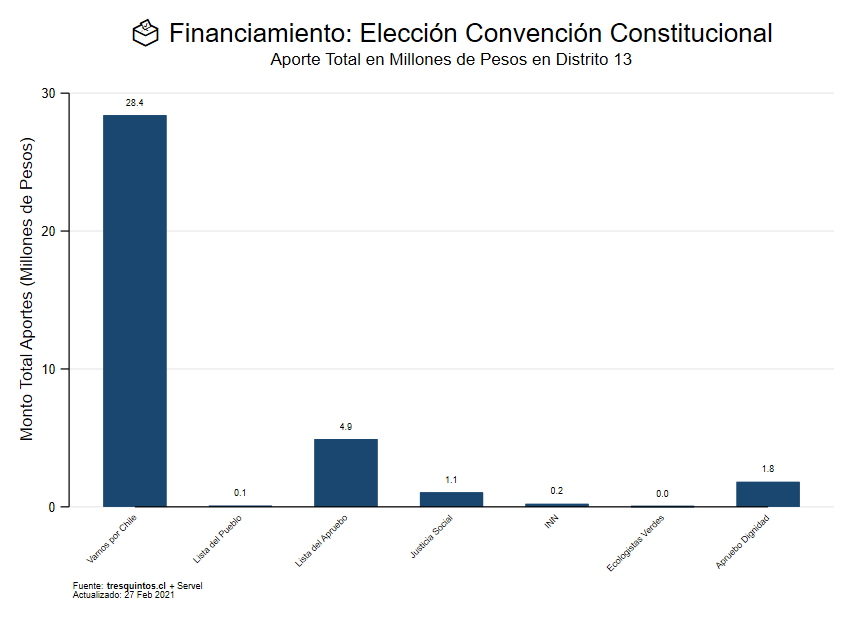 Financiamiento: Elección Convención Constitucional
Aporte Total en Millones de Pesos en Distrito 13
Monto Total Aportes (Millones de Pesos)
30
20
10
0
28.4
0.1
4.9
1.1
0.2
0.0
1.8
Vamos por Chile
Lista del Pueblo
Lista del Apruebo
Justicia Social
INN
Ecologistas Verdes
Apruebo Dignidad
Fuente: tresquintos.cl + Servel
Actualizado: 27 Feb 2021